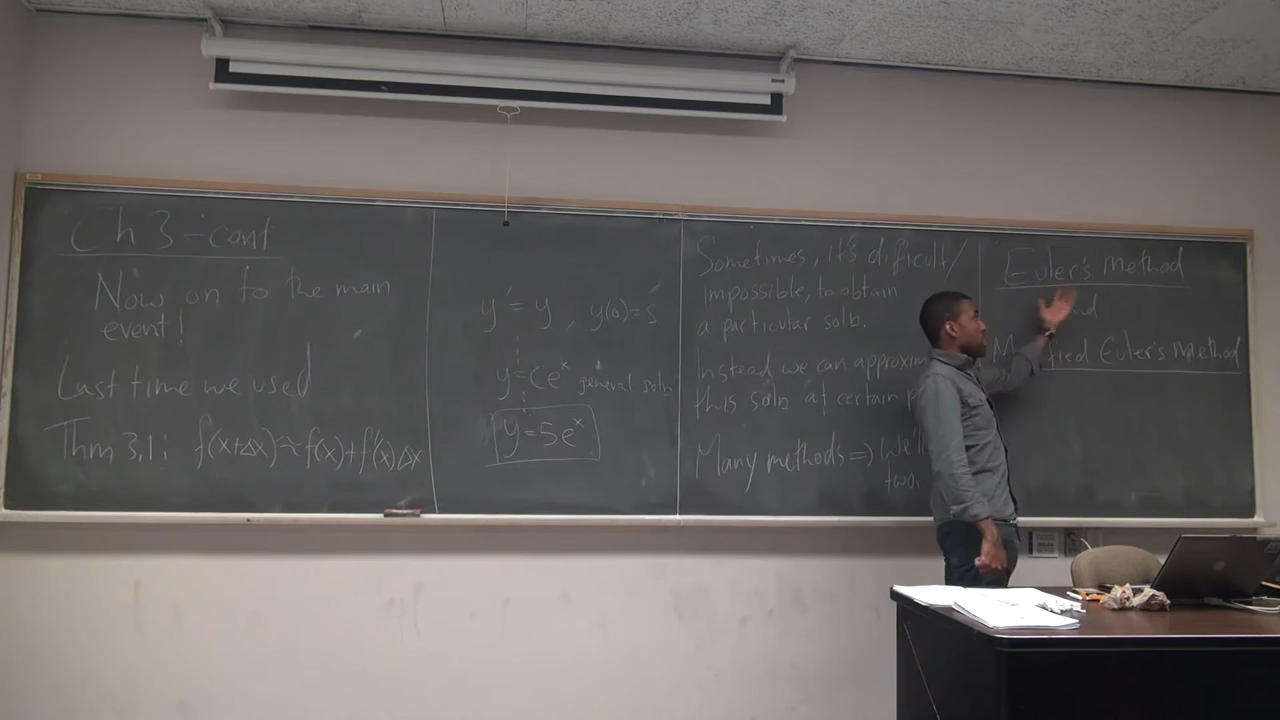 Ch 3 - cont
Now on to the main
event!
Last time we used
Thm 3.1: f(x+Δx)≈f(x)+f'(x)Δx
y' = y , y(0)=5
y=Ce^x general soln
y=5e^x
Sometimes, it's difficult/
impossible, to obtain
a particular soln.
Instead we can approxim
this soln at certain
Many methods => We'll
two.
Euler's Method
and
Modified Euler's Method